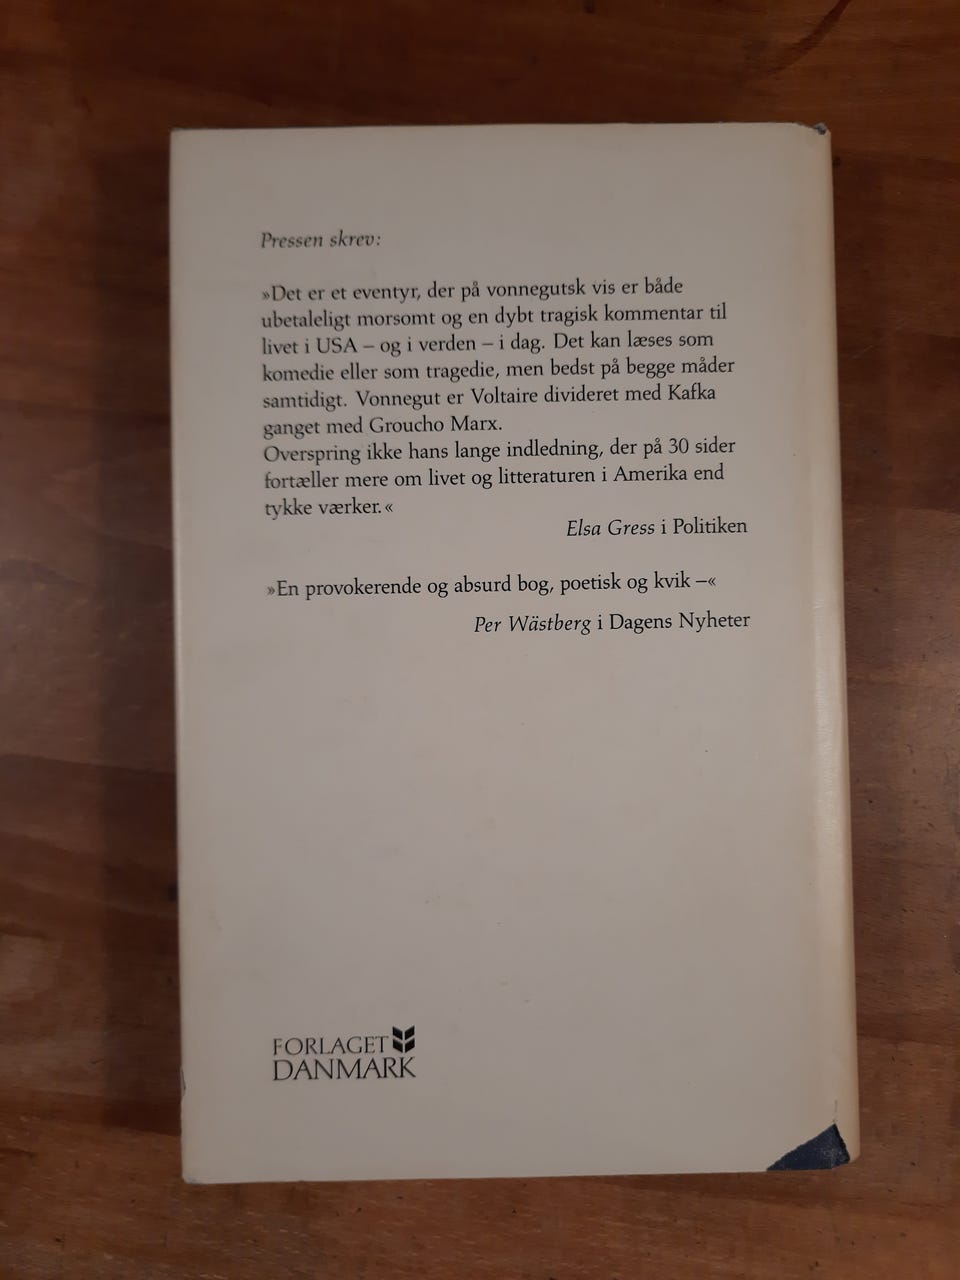 Pressen skrev:
»Det er et eventyr, der på vonnegutsk vis er både
ubetaleligt morsomt og en dybt tragisk kommentar til
livet i USA – og i verden – i dag. Det kan læses som
komedie eller som tragedie, men bedst på begge måder
samtidigt. Vonnegut er Voltaire divideret med Kafka
ganget med Groucho Marx.
Overspring ikke hans lange indledning, der på 30 sider
fortæller mere om livet og litteraturen i Amerika end
tykke værker.«
Elsa Gress i Politiken
»En provokerende og absurd bog, poetisk og kvik –«
Per Wästberg i Dagens Nyheter
FORLAGET
DANMARK